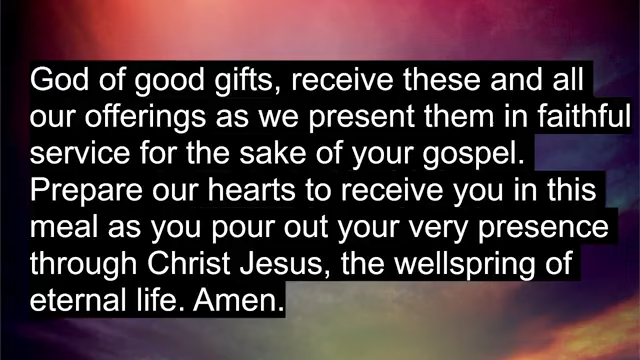 God of good gifts, receive these and all
our offerings as we present them in faithful
service for the sake of your gospel.
Prepare our hearts to receive you in this
meal as you pour out your very presence
through Christ Jesus, the wellspring of
eternal life. Amen.